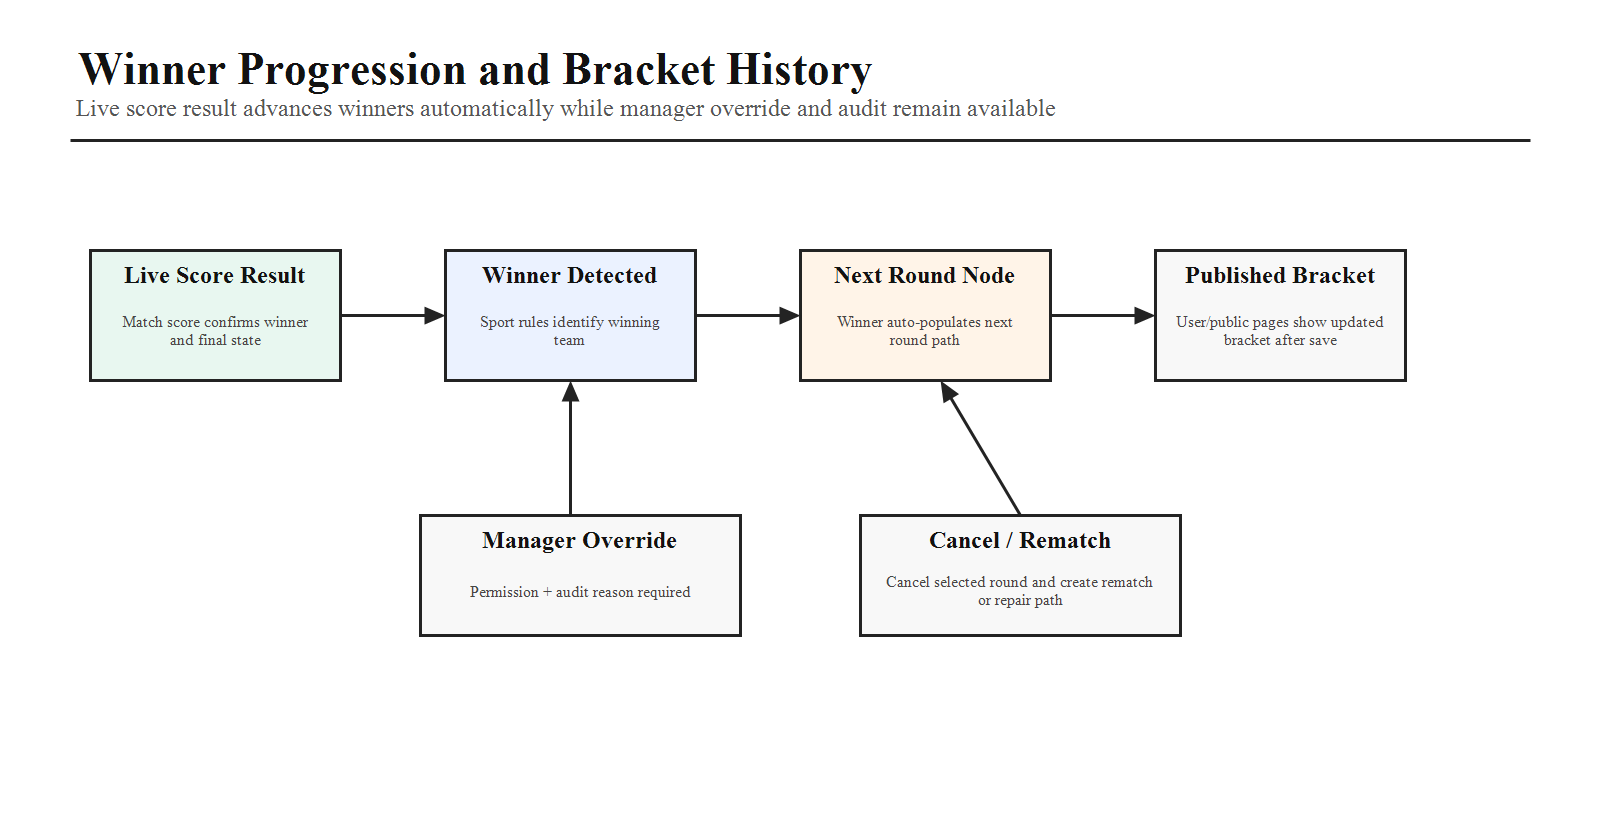 Winner Progression and Bracket History
Live score result advances winners automatically while manager override and audit remain available
Live Score Result
Match score confirms winner
and final state
Winner Detected
Sport rules identify winning
team
Next Round Node
Winner auto-populates next
round path
Published Bracket
User/public pages show updated
bracket after save
Manager Override
Permission + audit reason required
Cancel / Rematch
Cancel selected round and create rematch
or repair path